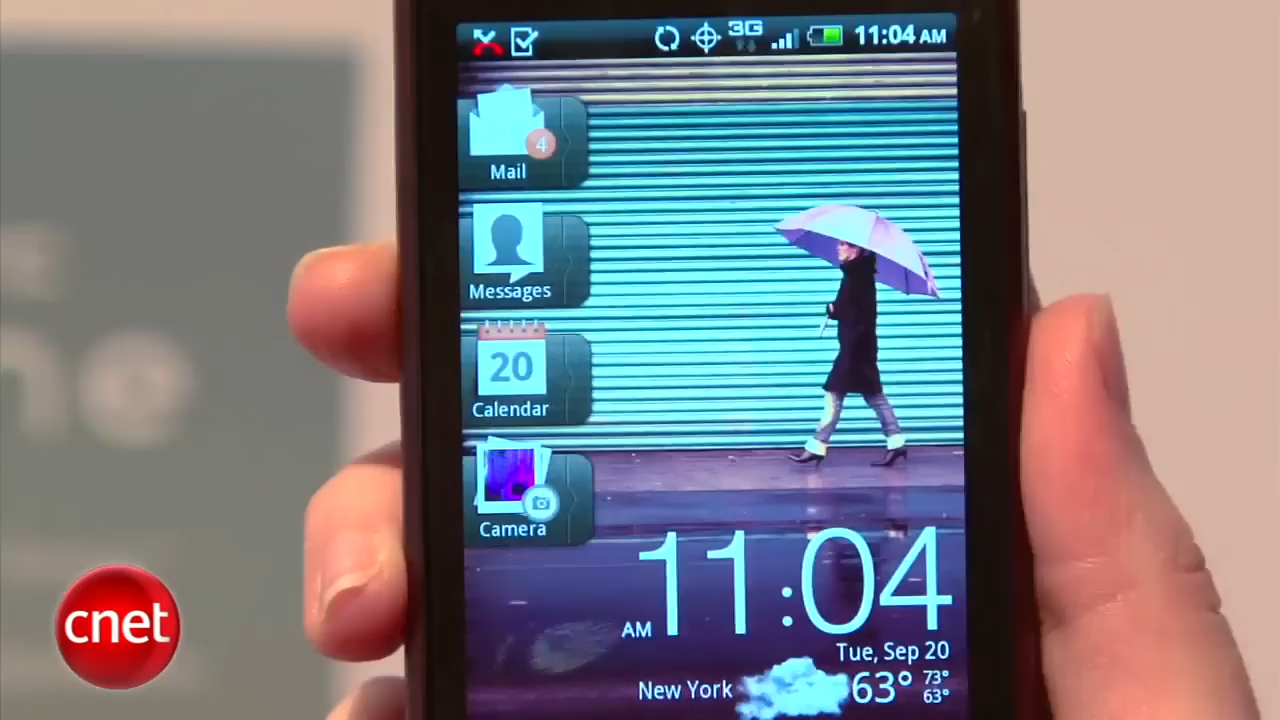 3G
11:04 AM
4
Mail
Messages
20
Calendar
Camera
11:04
AM
Tue, Sep 20
New York
63°
73°
63°
cnet